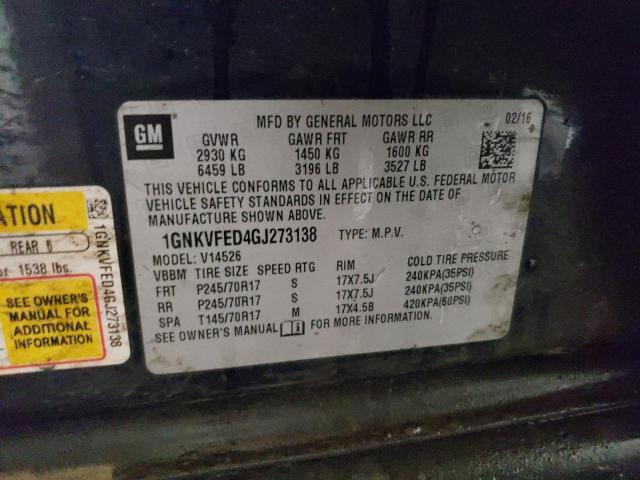 GM
MFD BY GENERAL MOTORS LLC 02/16
GVWR GAWR FRT GAWR RR
2930 KG 1450 KG 1600 KG
6459 LB 3196 LB 3527 LB
THIS VEHICLE CONFORMS TO ALL APPLICABLE U.S. FEDERAL MOTOR
VEHICLE SAFETY STANDARDS IN EFFECT ON THE DATE OF
MANUFACTURE SHOWN ABOVE.
1GNKVFED4GJ273138 TYPE: M.P.V.
MODEL: V14526
VBBM TIRE SIZE SPEED RTG RIM COLD TIRE PRESSURE
FRT P245/70R17 S 17X7.5J 240KPA(35PSI)
RR P245/70R17 S 17X7.5J 240KPA(35PSI)
SPA T145/70R17 M 17X4.5B 420KPA(60PSI)
SEE OWNER'S MANUAL i FOR MORE INFORMATION.
ATION
REAR 6
or 1538 lbs.
SEE OWNER'S
MANUAL FOR
ADDITIONAL
INFORMATION
1GNKVFED4GJ273138